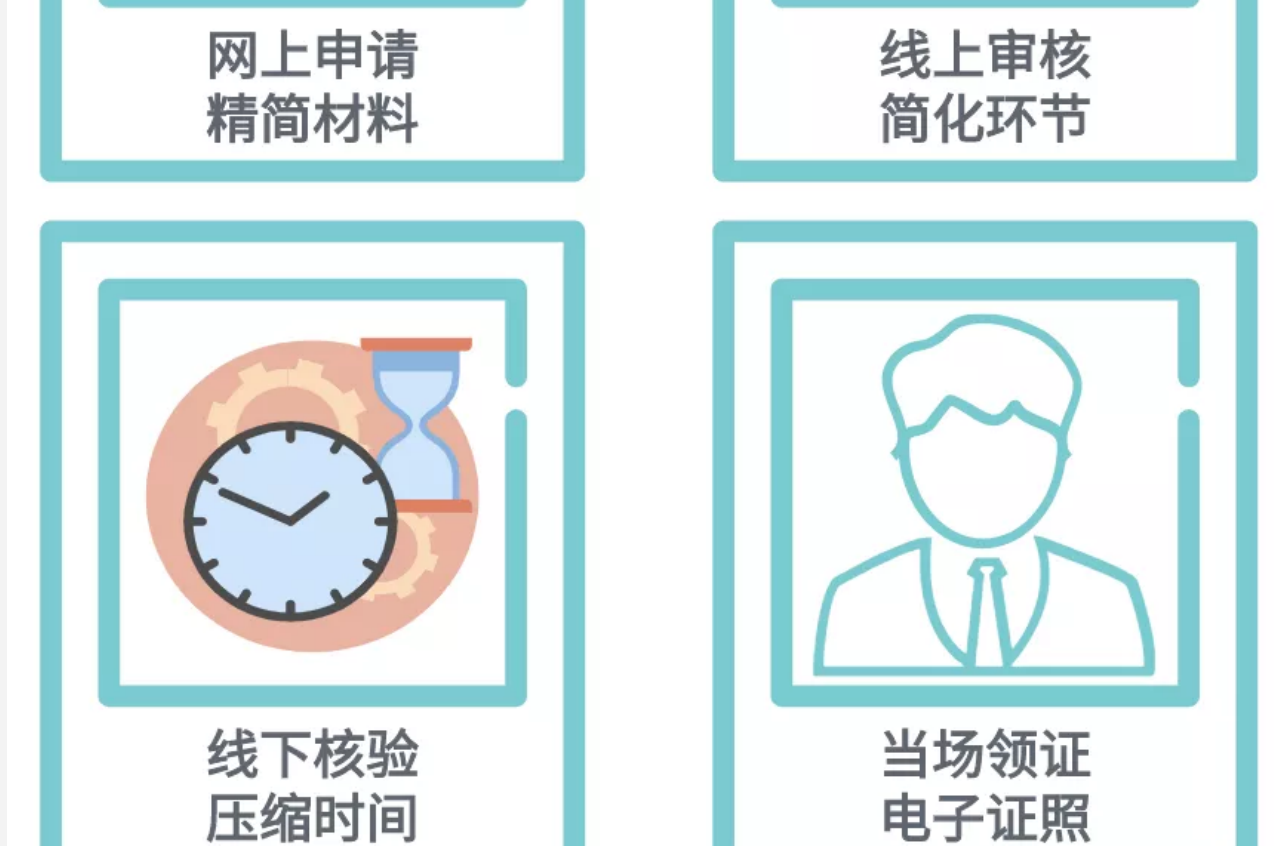 网上申请
精简材料
线上审核
简化环节
线下核验
压缩时间
当场领证
电子证照